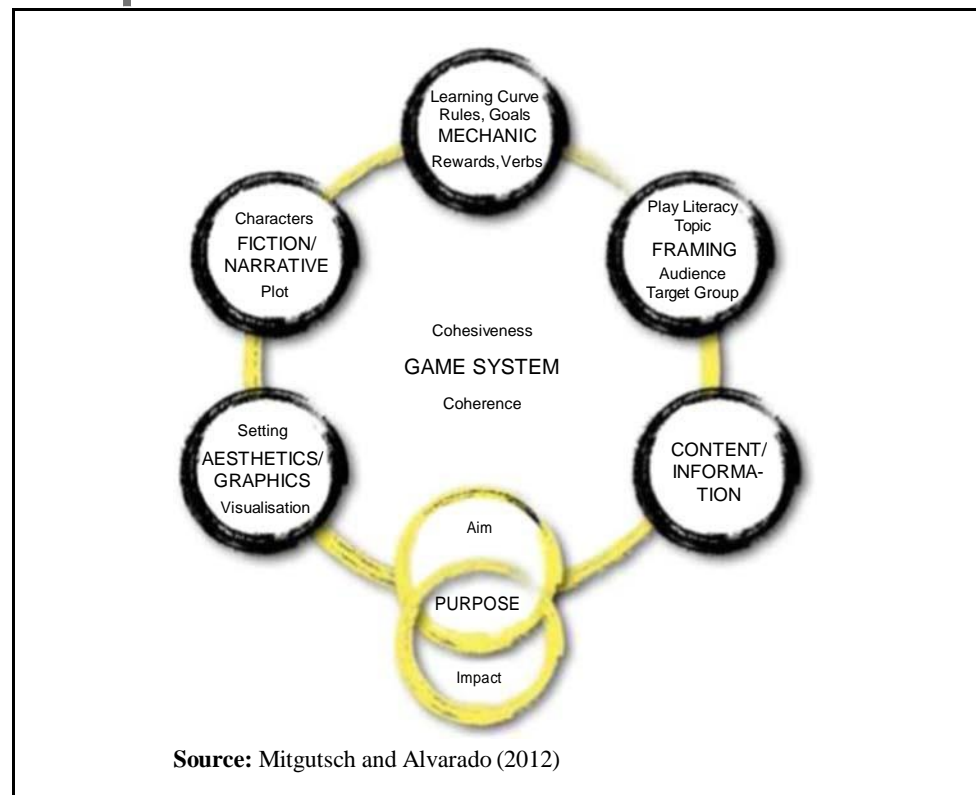 Learning Curve
Rules, Goals
MECHANIC
Rewards, Verbs
Characters
FICTION/
NARRATIVE
Plot
Play Literacy
Topic
FRAMING
Audience
Target Group
Cohesiveness
GAME SYSTEM
Coherence
Setting
AESTHETICS/
GRAPHICS
Visualisation
CONTENT/
INFORMA-
TION
Aim
PURPOSE
Impact
Source: Mitgutsch and Alvarado (2012)